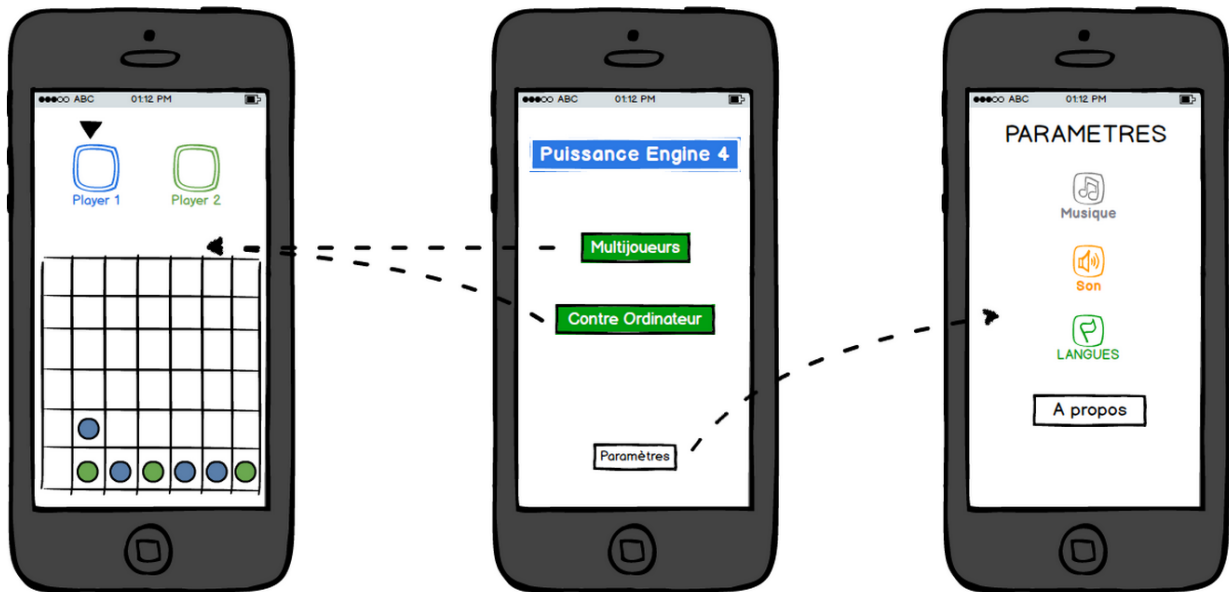 ABC 01:12 PM
Player 1
Player 2
ABC 01:12 PM
Puissance Engine 4
Multijoueurs
Contre Ordinateur
Paramètres
ABC 01:12 PM
PARAMETRES
Musique
Son
LANGUES
A propos